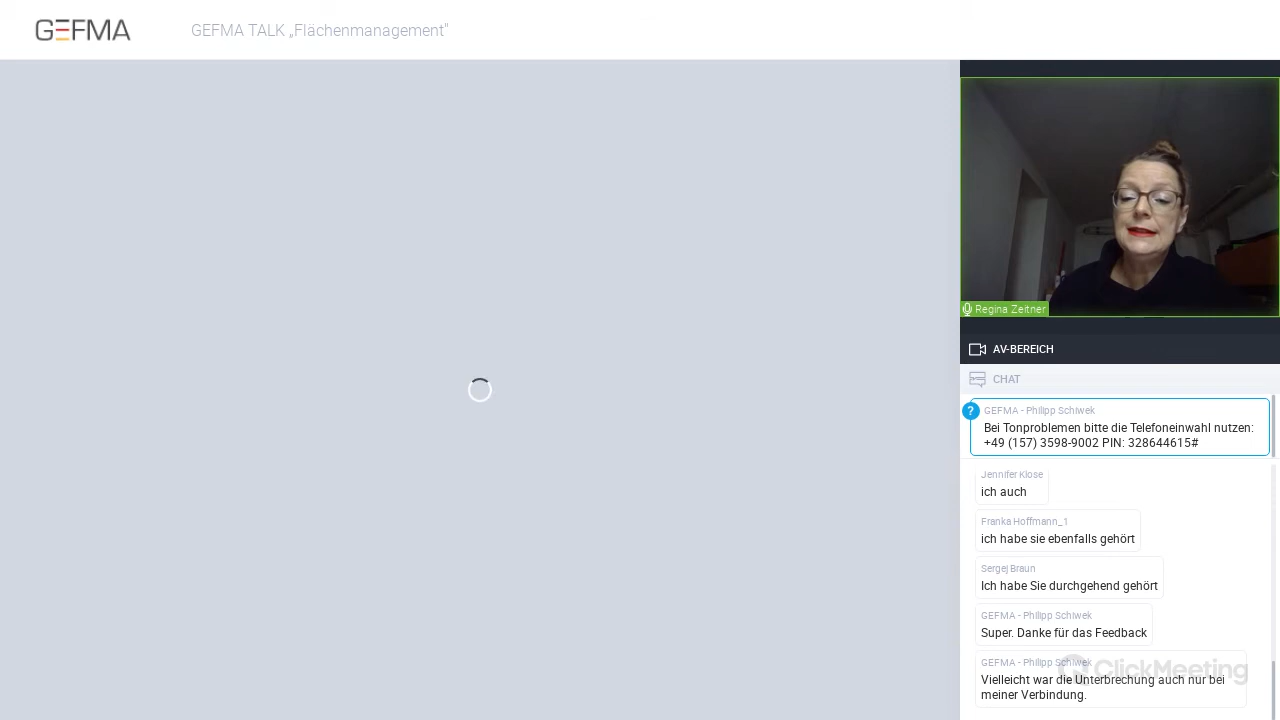 GEFMA
GEFMA TALK „Flächenmanagement"
Regina Zeitner
AV-BEREICH
CHAT
?
GEFMA - Philipp Schiwek
Bei Tonproblemen bitte die Telefoneinwahl nutzen:
+49 (157) 3598-9002 PIN: 328644615#
Jennifer Klose
ich auch
Franka Hoffmann_1
ich habe sie ebenfalls gehört
Sergej Braun
Ich habe Sie durchgehend gehört
GEFMA - Philipp Schiwek
Super. Danke für das Feedback
GEFMA - Philipp Schiwek
ClickMeeting
Vielleicht war die Unterbrechung auch nur bei
meiner Verbindung.